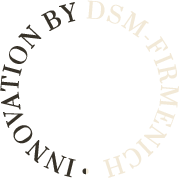 INNOVATION BY DSM-FIRMENICH •